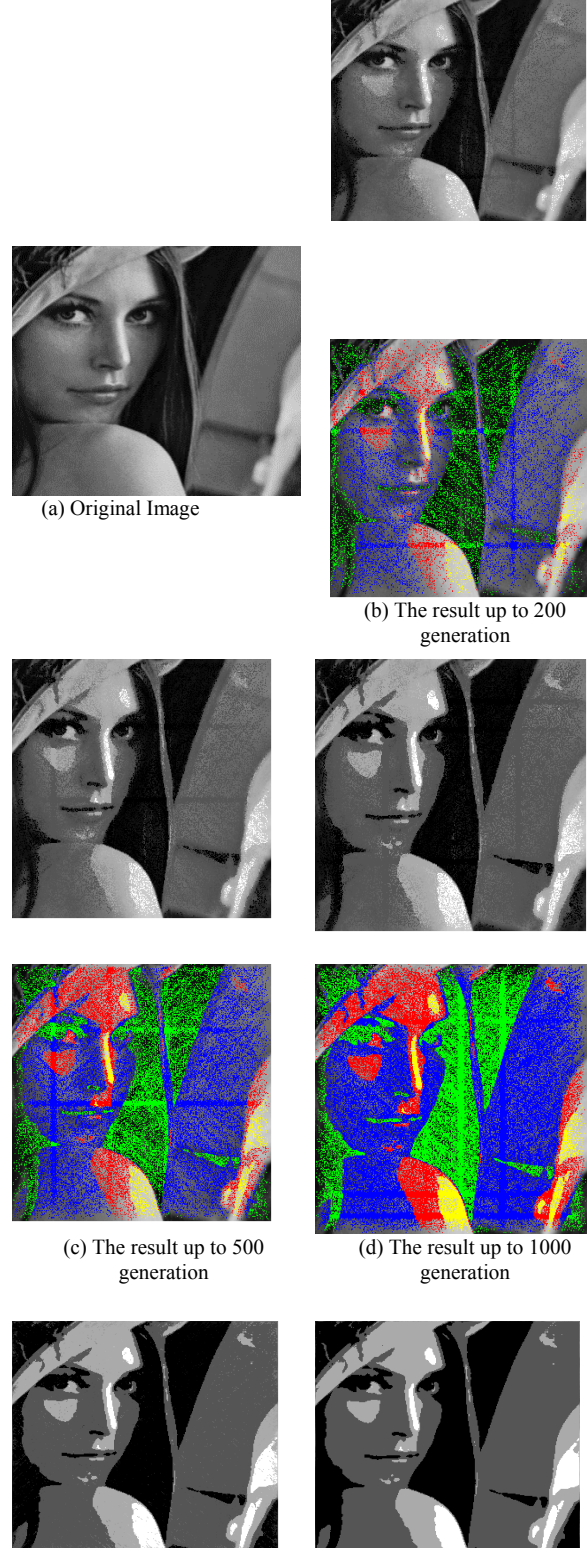 (a) Original Image
(b) The result up to 200
generation
(c) The result up to 500
generation
(d) The result up to 1000
generation